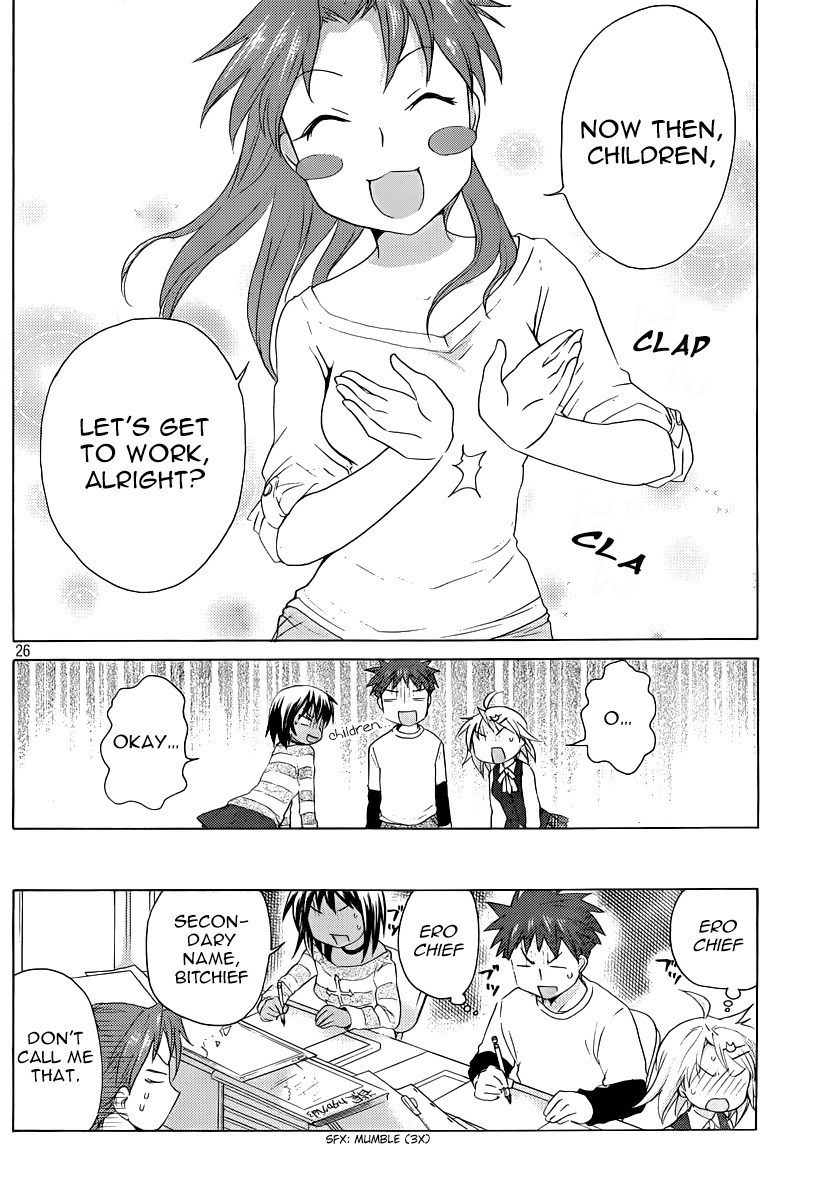 NOW THEN,
CHILDREN,
CLAP
LET'S GET
TO WORK,
ALRIGHT?
CLA
26
O...
children
OKAY...
ERO
CHIEF
ERO
CHIEF
SECON-
DARY
NAME,
BITCHIEF
DON'T
CALL ME
THAT.
SFX: MUMBLE (3X)